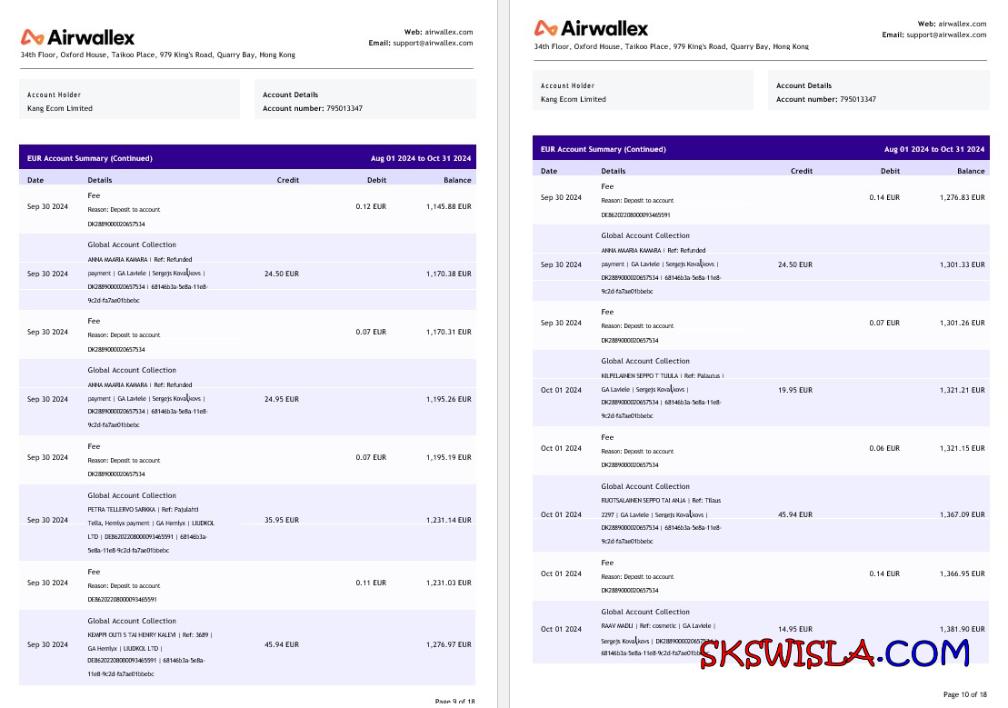 Airwallex
Web: airwallex.com
Email: support@airwallex.com
34th Floor, Oxford House, Taikoo Place, 979 King's Road, Quarry Bay, Hong Kong
Account Holder
Kang Ecom Limited
Account Details
Account number: 795013347
EUR Account Summary (Continued) Aug 01 2024 to Oct 31 2024
Date Details Credit Debit Balance
Fee
Sep 30 2024 Reason: Deposit to account 0.12 EUR 1,145.88 EUR
DK2889000020657534
Global Account Collection
ANNA MAARIA KAMARA | Ref: Refunded
Sep 30 2024 payment | GA Laviele | Sergejs Kovaļkovs | 24.50 EUR 1,170.38 EUR
DK2889000020657534 | 68146b3a-5e8a-11e8-
9c2d-fa7ae01bbebc
Fee
Sep 30 2024 Reason: Deposit to account 0.07 EUR 1,170.31 EUR
DK2889000020657534
Global Account Collection
ANNA MAARIA KAMARA | Ref: Refunded
Sep 30 2024 payment | GA Laviele | Sergejs Kovaļkovs | 24.95 EUR 1,195.26 EUR
DK2889000020657534 | 68146b3a-5e8a-11e8-
9c2d-fa7ae01bbebc
Fee
Sep 30 2024 Reason: Deposit to account 0.07 EUR 1,195.19 EUR
DK2889000020657534
Global Account Collection
PETRA TELLERVO SARKKA | Ref: Pajulahti
Sep 30 2024 Tella, Hemlyx payment | GA Hemlyx | LIUDKOL 35.95 EUR 1,231.14 EUR
LTD | DE86202208000093465591 | 68146b3a-
5e8a-11e8-9c2d-fa7ae01bbebc
Fee
Sep 30 2024 Reason: Deposit to account 0.11 EUR 1,231.03 EUR
DE86202208000093465591
Global Account Collection
KEMPPI OUTI S TAI HENRY KALEVI | Ref: 3689 |
Sep 30 2024 GA Hemlyx | LIUDKOL LTD | 45.94 EUR 1,276.97 EUR
DE86202208000093465591 | 68146b3a-5e8a-
11e8-9c2d-fa7ae01bbebc
Page 9 of 18
Airwallex
Web: airwallex.com
Email: support@airwallex.com
34th Floor, Oxford House, Taikoo Place, 979 King's Road, Quarry Bay, Hong Kong
Account Holder
Kang Ecom Limited
Account Details
Account number: 795013347
EUR Account Summary (Continued) Aug 01 2024 to Oct 31 2024
Date Details Credit Debit Balance
Fee
Sep 30 2024 Reason: Deposit to account 0.14 EUR 1,276.83 EUR
DE86202208000093465591
Global Account Collection
ANNA MAARIA KAMARA | Ref: Refunded
Sep 30 2024 payment | GA Laviele | Sergejs Kovaļkovs | 24.50 EUR 1,301.33 EUR
DK2889000020657534 | 68146b3a-5e8a-11e8-
9c2d-fa7ae01bbebc
Fee
Sep 30 2024 Reason: Deposit to account 0.07 EUR 1,301.26 EUR
DK2889000020657534
Global Account Collection
KILPELAINEN SEPPO T TUULA | Ref: Palautus |
Oct 01 2024 GA Laviele | Sergejs Kovaļkovs | 19.95 EUR 1,321.21 EUR
DK2889000020657534 | 68146b3a-5e8a-11e8-
9c2d-fa7ae01bbebc
Fee
Oct 01 2024 Reason: Deposit to account 0.06 EUR 1,321.15 EUR
DK2889000020657534
Global Account Collection
RUOTSALAINEN SEPPO TAI ANJA | Ref: Tilaus
Oct 01 2024 2297 | GA Laviele | Sergejs Kovaļkovs | 45.94 EUR 1,367.09 EUR
DK2889000020657534 | 68146b3a-5e8a-11e8-
9c2d-fa7ae01bbebc
Fee
Oct 01 2024 Reason: Deposit to account 0.14 EUR 1,366.95 EUR
DK2889000020657534
Global Account Collection
RAAV MADLI | Ref: cosmetic | GA Laviele |
Oct 01 2024 Sergejs Kovaļkovs | DK2889000020657534 | 14.95 EUR 1,381.90 EUR
68146b3a-5e8a-11e8-9c2d-fa7ae01bbebc
SKSWISLA.COM
Page 10 of 18